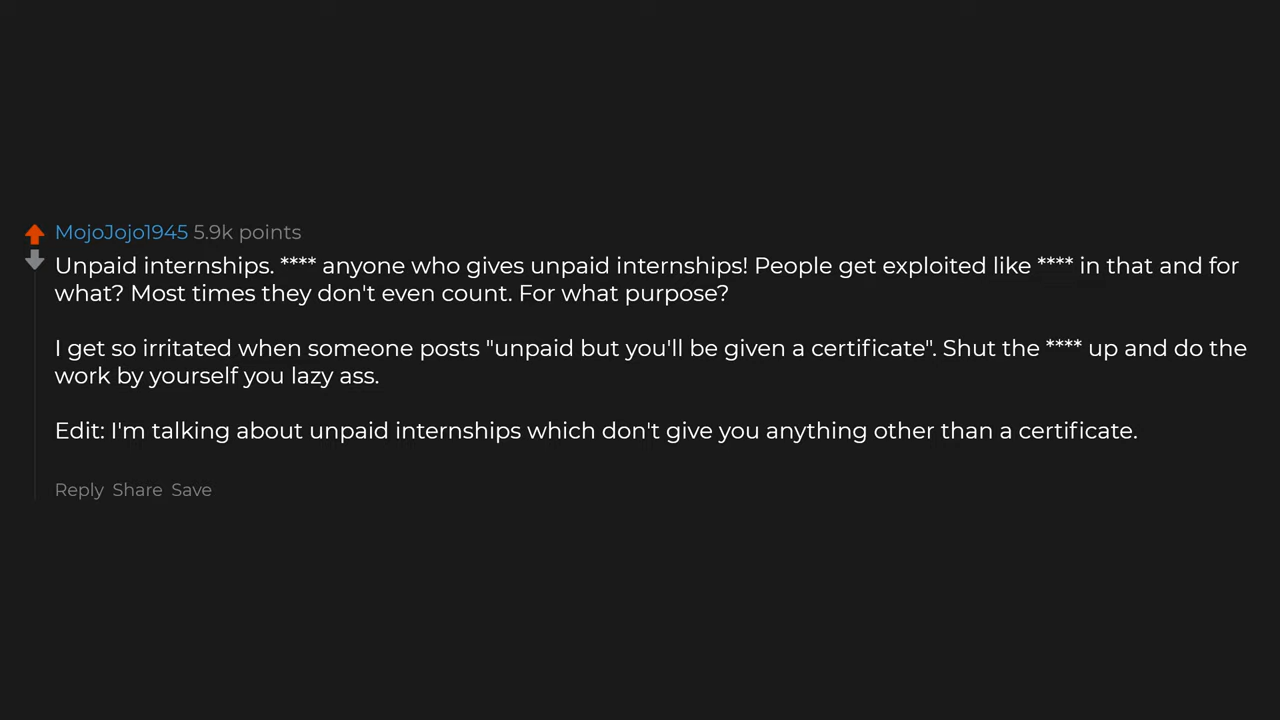 MojoJojo1945 5.9k points
Unpaid internships. **** anyone who gives unpaid internships! People get exploited like **** in that and for
what? Most times they don't even count. For what purpose?
I get so irritated when someone posts "unpaid but you'll be given a certificate". Shut the **** up and do the
work by yourself you lazy ass.
Edit: I'm talking about unpaid internships which don't give you anything other than a certificate.
Reply Share Save